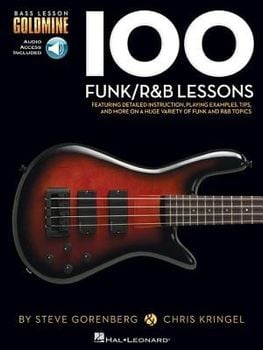 BASS LESSON
GOLDMINE
Audio
Access
Included
100
FUNK/R&B LESSONS
FEATURING DETAILED INSTRUCTION, PLAYING EXAMPLES, TIPS,
AND MORE ON A HUGE VARIETY OF FUNK AND R&B TOPICS
BY STEVE GORENBERG & CHRIS KRINGEL
HAL•LEONARD®